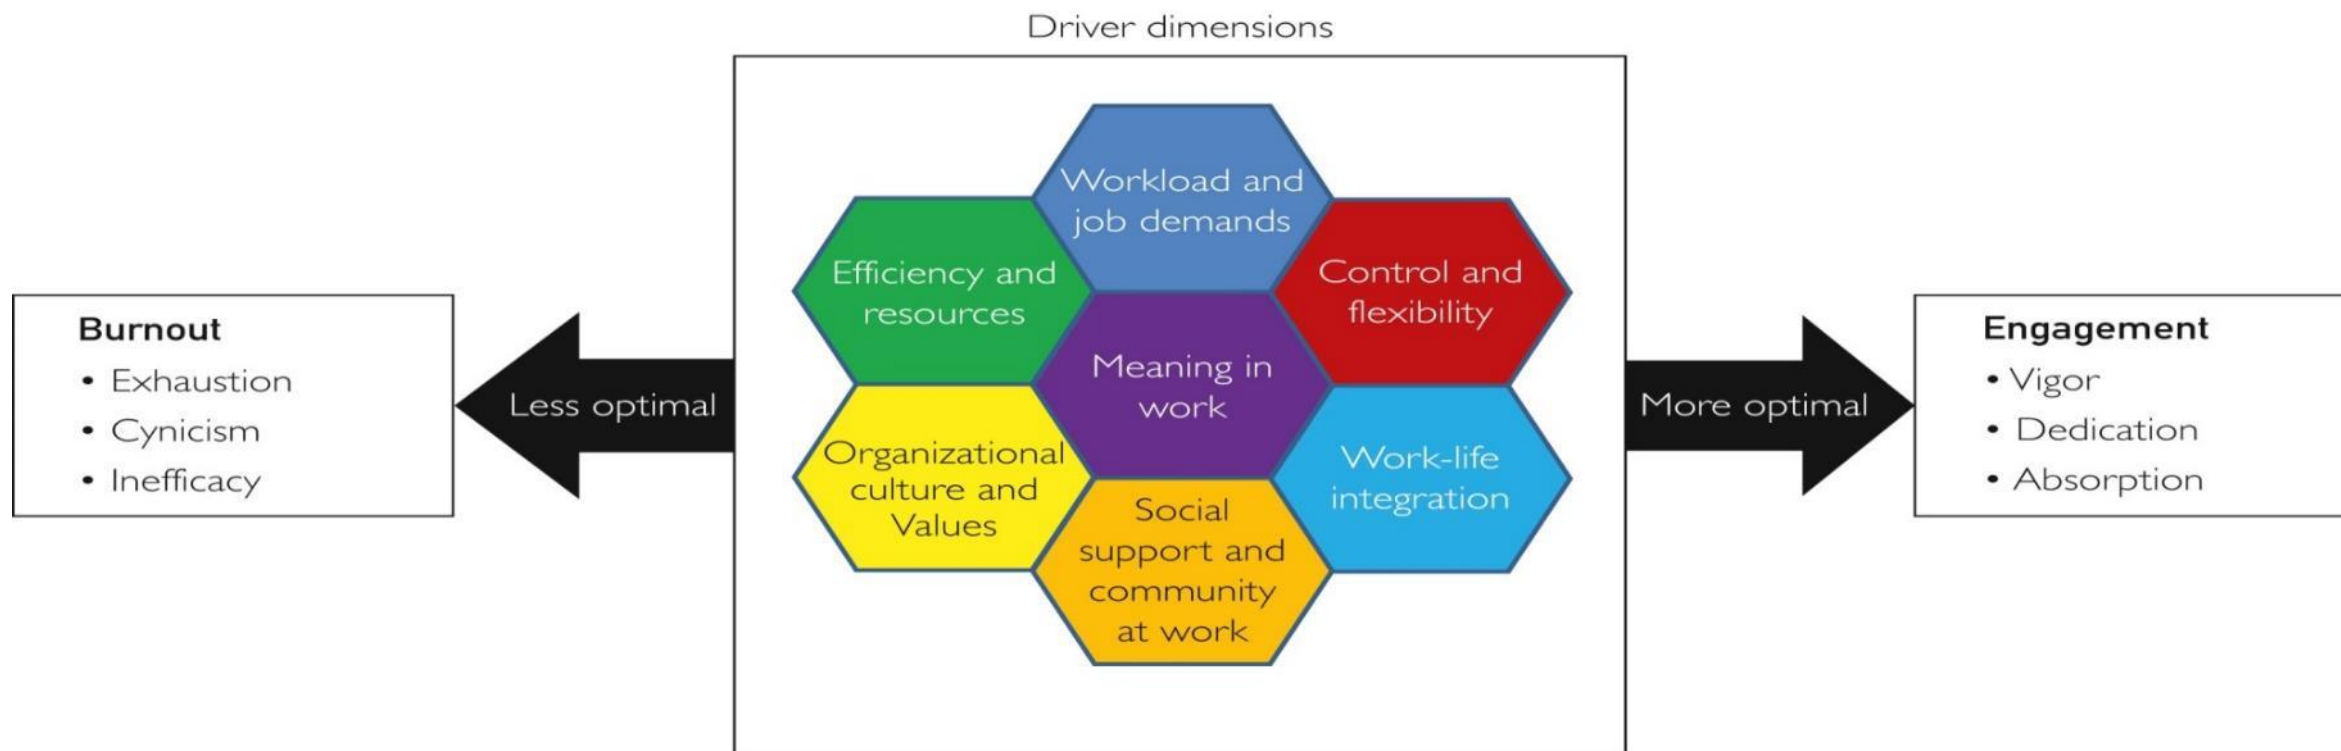 Driver dimensions
Workload and
job demands
Efficiency and
resources
Control and
flexibility
Meaning in
work
Organizational
culture and
Values
Work-life
integration
Social
support and
community
at work
Burnout
• Exhaustion
• Cynicism
• Inefficacy
Less optimal
More optimal
Engagement
• Vigor
• Dedication
• Absorption